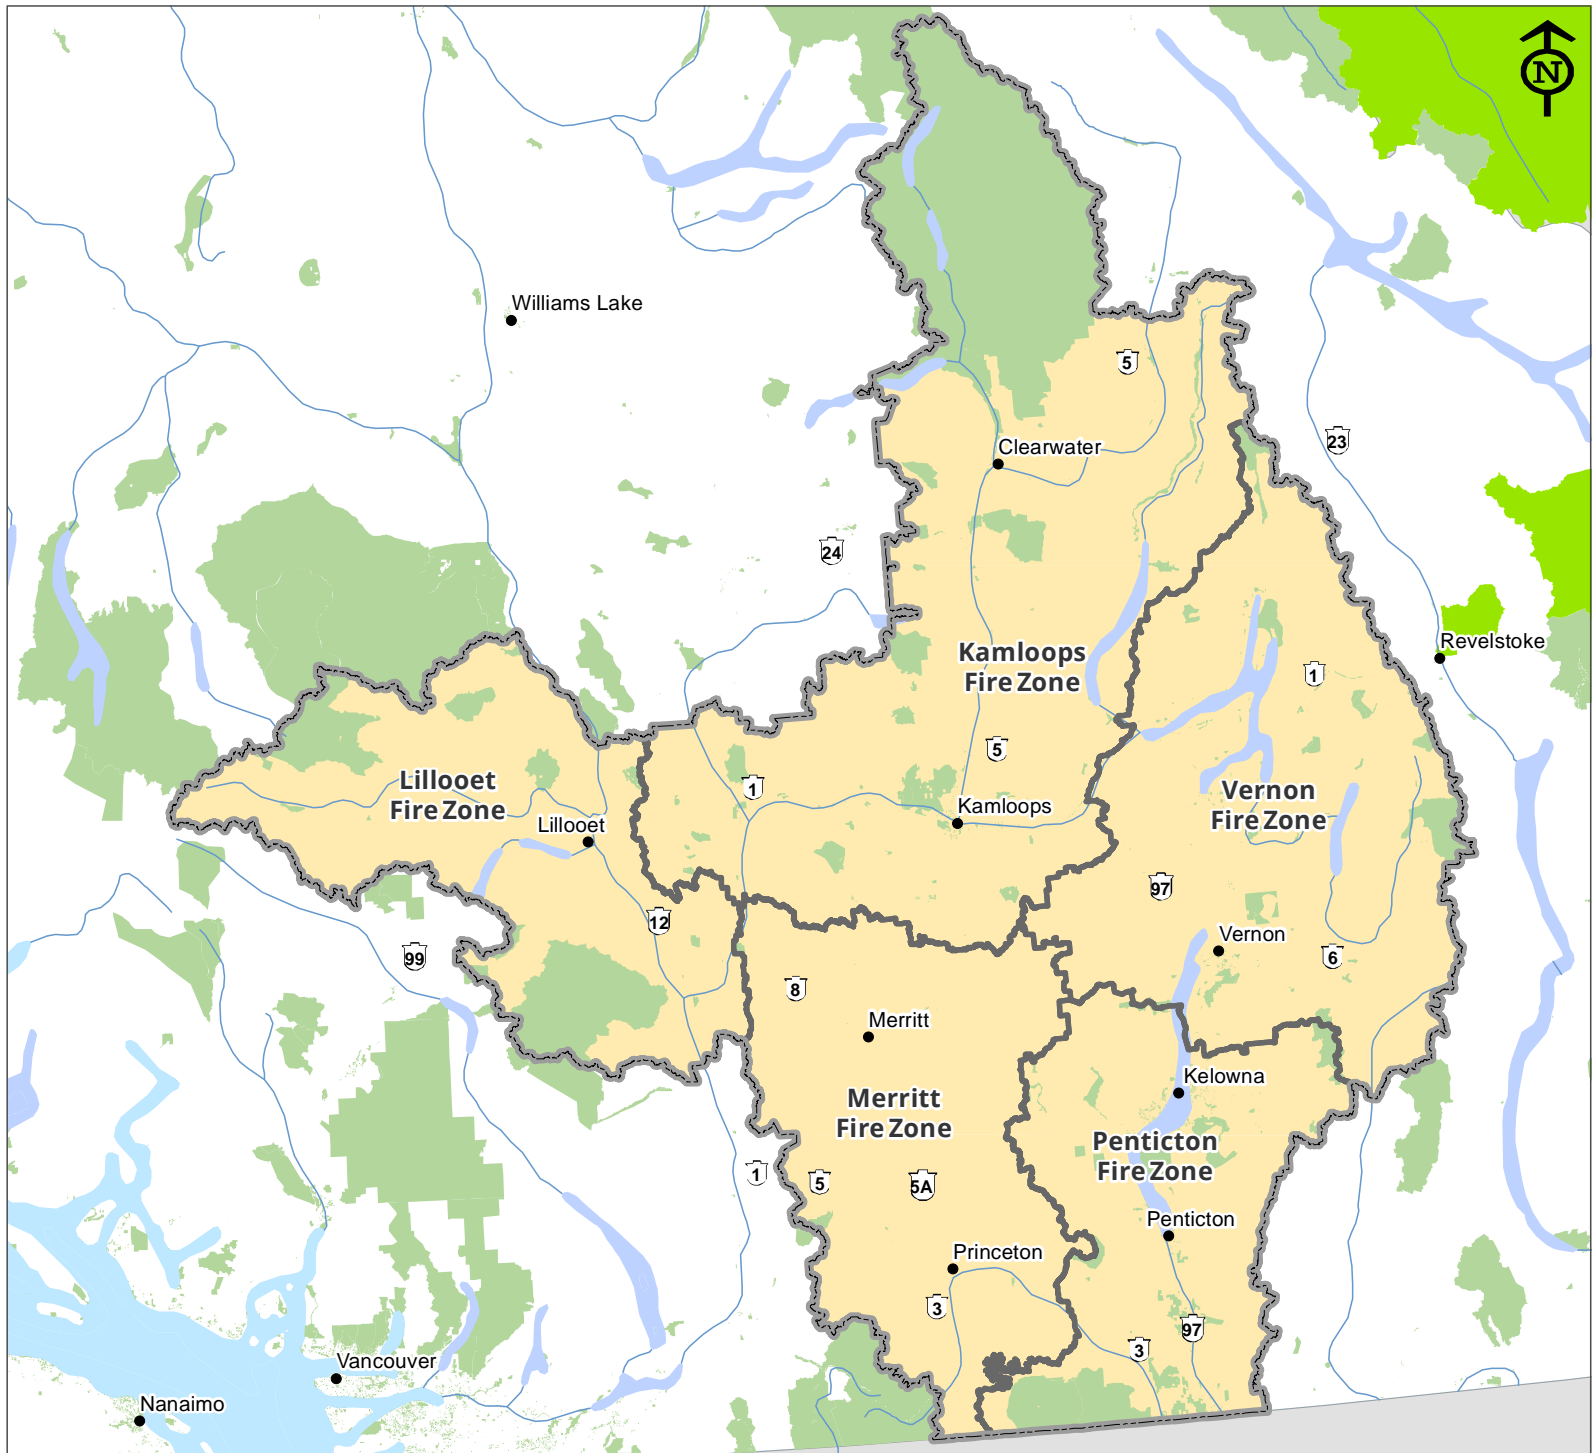 N
Williams Lake
5
23
Clearwater
24
Revelstoke
Kamloops
Fire Zone
1
5
Lillooet
Fire Zone
1
Vernon
Fire Zone
Kamloops
Lillooet
97
12
Vernon
99
6
8
Merritt
Kelowna
Merritt
Fire Zone
Penticton
Fire Zone
1
5
5A
Penticton
Princeton
3
97
3
Vancouver
Nanaimo